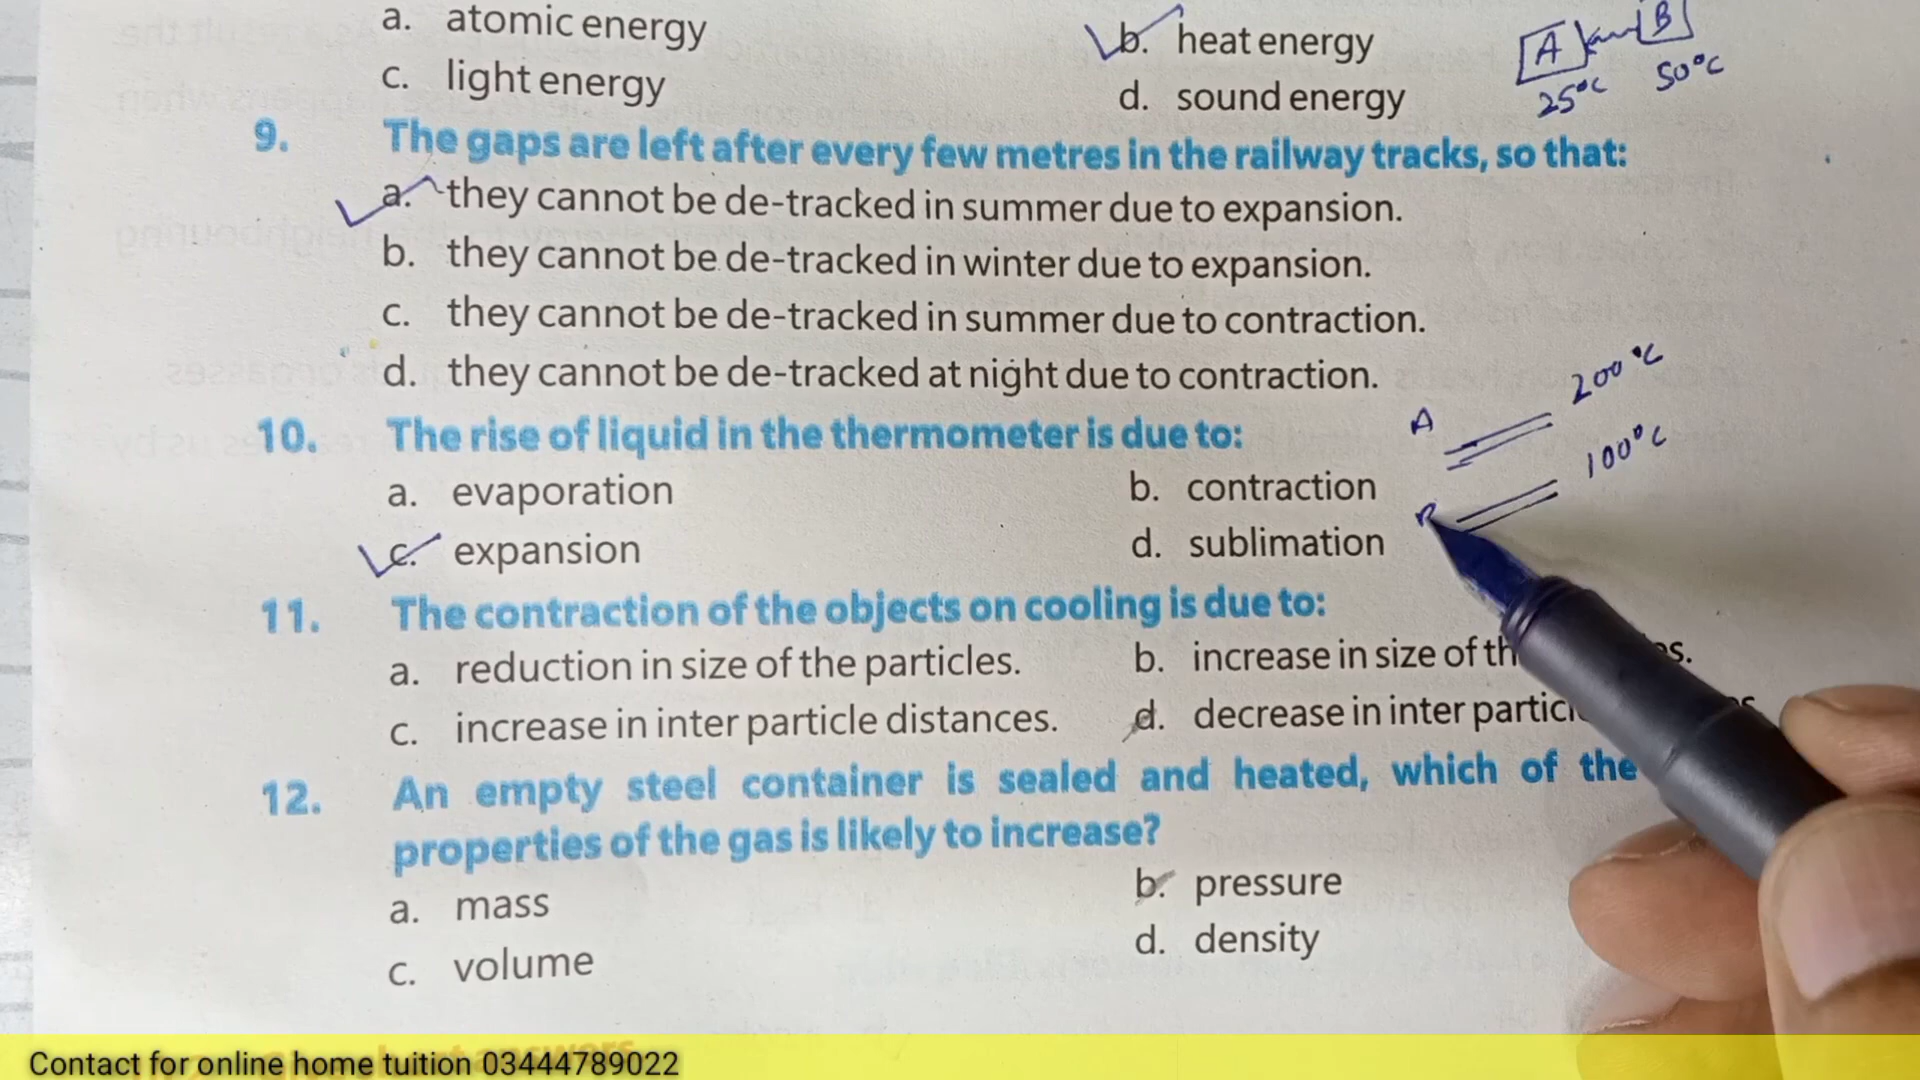 a. atomic energy
b. heat energy
c. light energy
d. sound energy
A B
25°C 50°C
9. The gaps are left after every few metres in the railway tracks, so that:
a. they cannot be de-tracked in summer due to expansion.
b. they cannot be de-tracked in winter due to expansion.
c. they cannot be de-tracked in summer due to contraction.
d. they cannot be de-tracked at night due to contraction.
10. The rise of liquid in the thermometer is due to:
a. evaporation
b. contraction
c. expansion
d. sublimation
A 200°C
B 100°C
11. The contraction of the objects on cooling is due to:
a. reduction in size of the particles.
b. increase in size of
c. increase in inter particle distances.
d. decrease in inter
12. An empty steel container is sealed and heated, which of the
properties of the gas is likely to increase?
a. mass
b. pressure
c. volume
d. density
Contact for online home tuition 03444789022